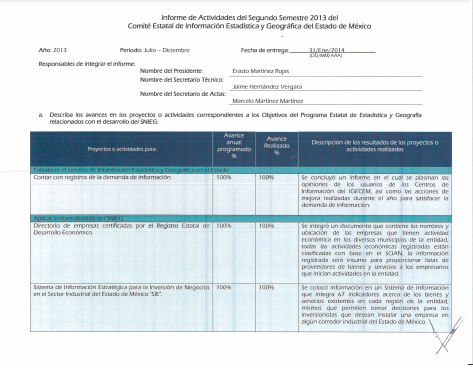 Informe de Actividades del Segundo Semestre 2013 del
Comité Estatal de Información Estadística y Geográfica del Estado de México
Año: 2013 Periodo: Julio – Diciembre Fecha de entrega: 31/Ene/2014
(DD/MM/AAA)
Responsables de integrar el informe:
Nombre del Presidente: Erasto Martínez Rojas
Nombre del Secretario Técnico:
Jaime Hernández Vergara
Nombre del Secretario de Actas:
Marcelo Martínez Martínez
a. Describa los avances en los proyectos o actividades correspondientes a los Objetivos del Programa Estatal de Estadística y Geografía
relacionados con el desarrollo del SNIEG:
Proyectos o actividades para:
Avance
anual
programado
%
Avance
Realizado
%
Descripción de los resultados de los proyectos o
actividades realizadas
Fortalecer el Servicio de Información Estadística y Geográfica en el Estado:
Contar con registros de la demanda de información. 100% 100%
Se concluyó un informe en el cual se plasman las
opiniones de los usuarios de los Centros de
Información del IGECEM, así como las acciones de
mejora realizadas durante el año para satisfacer la
demanda de información.
Aplicar la normatividad del SNIEG:
Directorio de empresas certificadas por el Registro Estatal de
Desarrollo Económico.
100% 100%
Se integró un documento que contiene los nombres y
ubicación de las empresas que tienen actividad
económica en los diversos municipios de la entidad,
todas las actividades económicas registradas están
clasificadas con base en el SCIAN, la información
registrada será insumo para proporcionar listas de
proveedores de bienes y servicios a los empresarios
que inician actividades en la entidad.
Sistema de Información Estratégica para la Inversión de Negocios
en el Sector Industrial del Estado de México "SIE".
100% 100%
Se colocó información en un Sistema de Información
que integra 67 indicadores acerca de los bienes y
servicios existentes en cada región de la entidad,
mismos que permiten tomar decisiones para los
inversionistas que desean instalar una empresa en
algún corredor industrial del Estado de México.